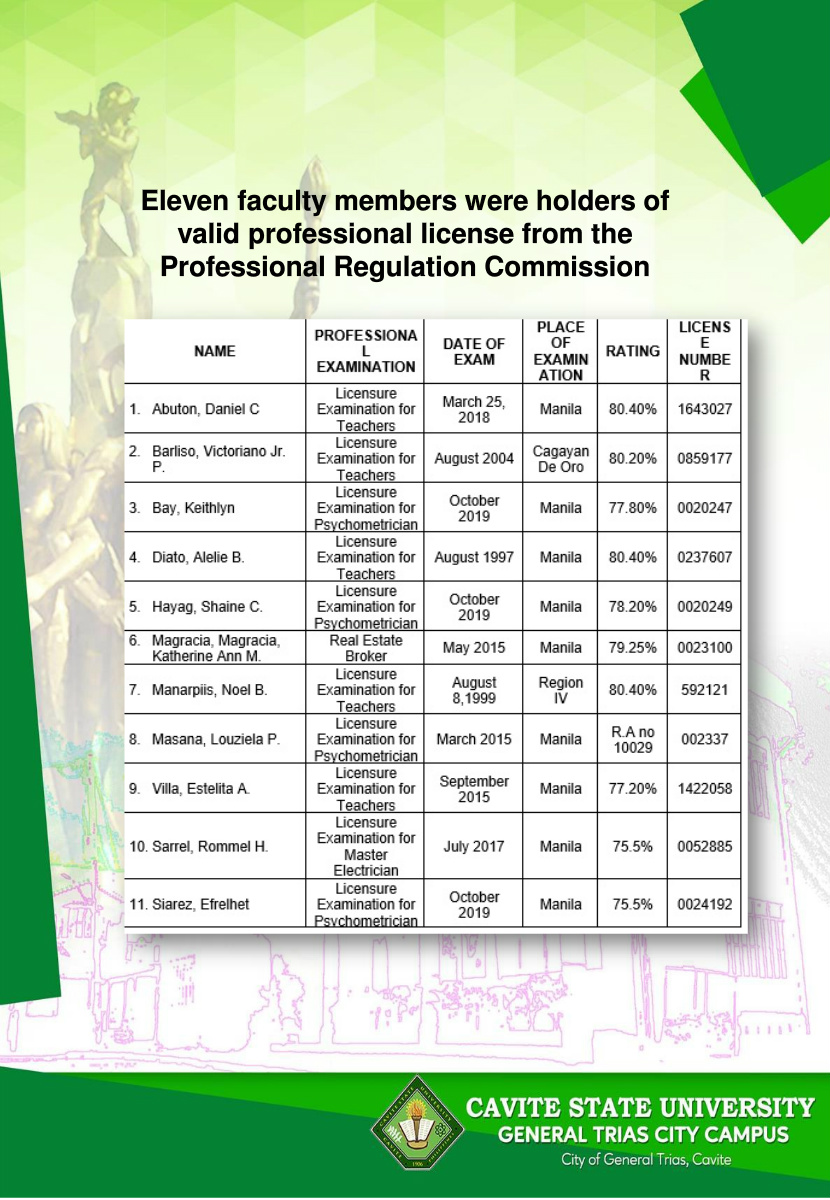 Eleven faculty members were holders of
valid professional license from the
Professional Regulation Commission
NAME
PROFESSIONA
L
EXAMINATION
DATE OF
EXAM
PLACE
OF
EXAMIN
ATION
RATING
LICENS
E
NUMBE
R
1. Abuton, Daniel C
Licensure
Examination for
Teachers
March 25,
2018
Manila
80.40%
1643027
2. Barliso, Victoriano Jr.
P.
Licensure
Examination for
Teachers
August 2004
Cagayan
De Oro
80.20%
0859177
3. Bay, Keithlyn
Licensure
Examination for
Psychometrician
October
2019
Manila
77.80%
0020247
4. Diato, Alelie B.
Licensure
Examination for
Teachers
August 1997
Manila
80.40%
0237607
5. Hayag, Shaine C.
Licensure
Examination for
Psychometrician
October
2019
Manila
78.20%
0020249
6. Magracia, Magracia,
Katherine Ann M.
Real Estate
Broker
May 2015
Manila
79.25%
0023100
7. Manarpiis, Noel B.
Licensure
Examination for
Teachers
August
8,1999
Region
IV
80.40%
592121
8. Masana, Louziela P.
Licensure
Examination for
Psychometrician
March 2015
Manila
R.A no
10029
002337
9. Villa, Estelita A.
Licensure
Examination for
Teachers
September
2015
Manila
77.20%
1422058
10. Sarrel, Rommel H.
Licensure
Examination for
Master
Electrician
July 2017
Manila
75.5%
0052885
11. Siarez, Efrelhet
Licensure
Examination for
Psychometrician
October
2019
Manila
75.5%
0024192
CAVITE STATE UNIVERSITY
GENERAL TRIAS CITY CAMPUS
City of General Trias, Cavite